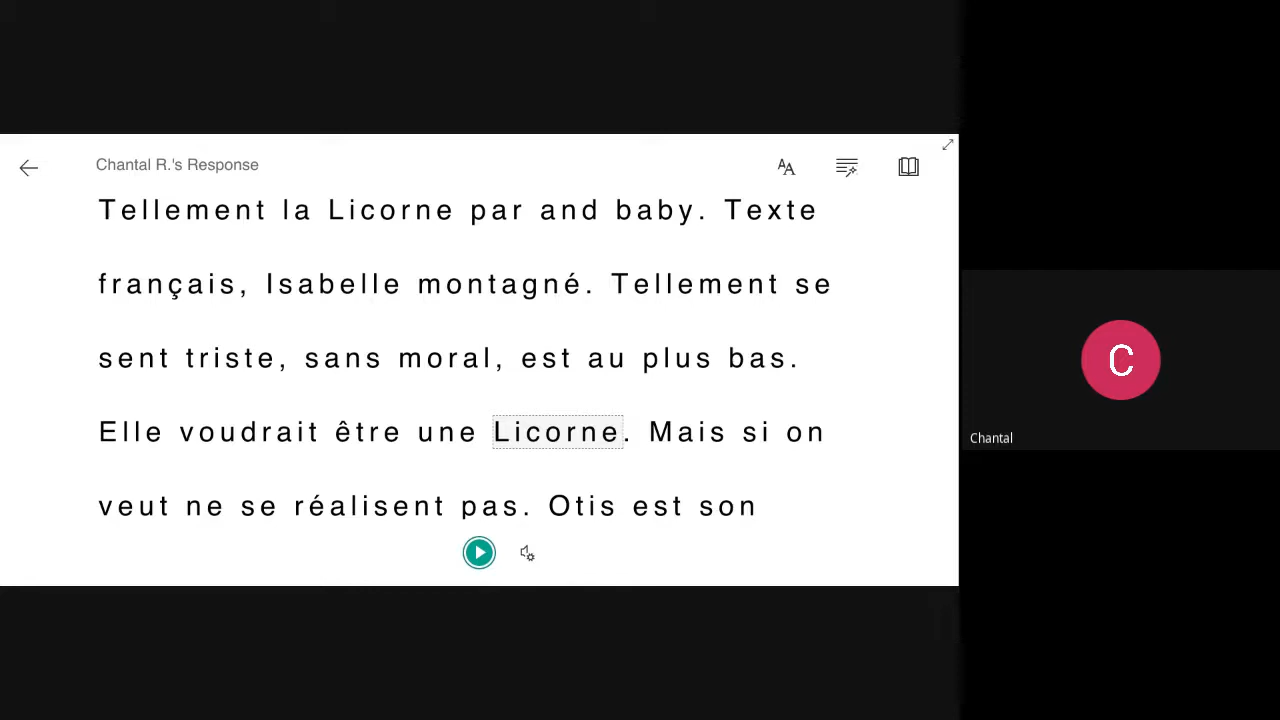 Chantal R.'s Response
AA
Tellement la Licorne par and baby. Texte
français, Isabelle montagné. Tellement se
sent triste, sans moral, est au plus bas.
Elle voudrait être une Licorne. Mais si on
veut ne se réalisent pas. Otis est son
C
Chantal